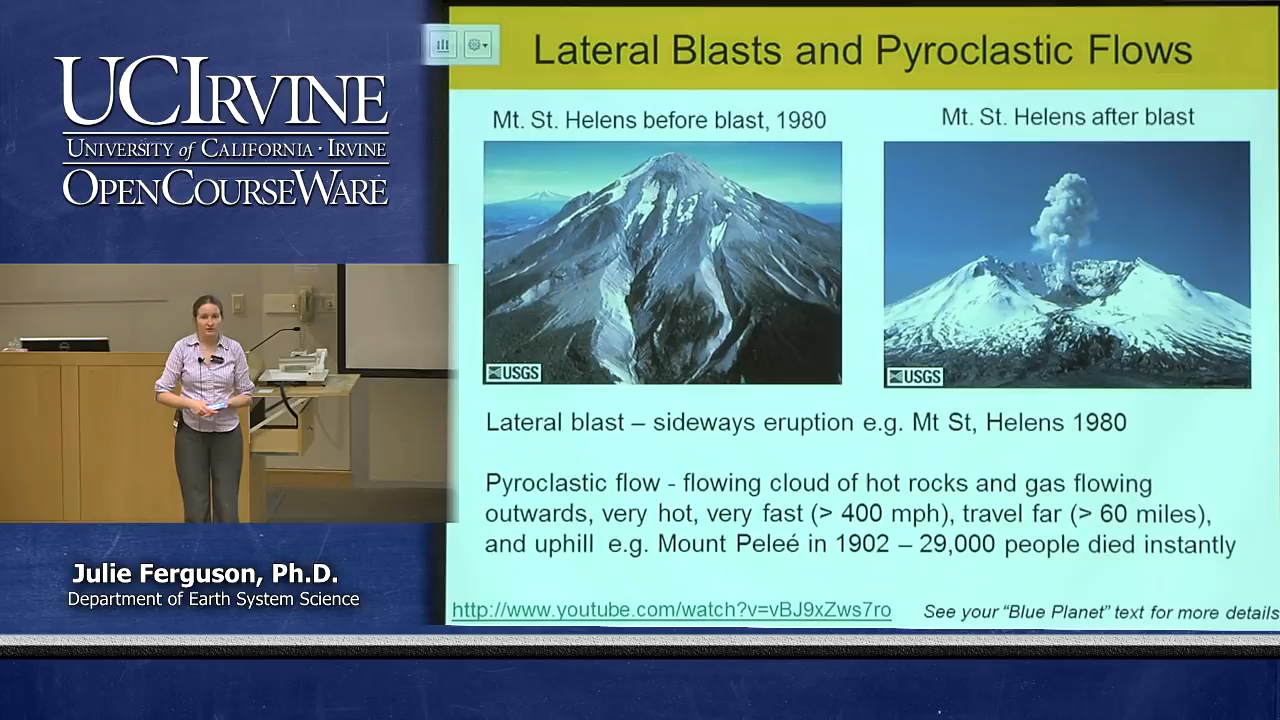 UCIRVINE
UNIVERSITY of CALIFORNIA · IRVINE
OPENCOURSEWARE
Julie Ferguson, Ph.D.
Department of Earth System Science
Lateral Blasts and Pyroclastic Flows
Mt. St. Helens before blast, 1980
Mt. St. Helens after blast
USGS
USGS
Lateral blast – sideways eruption e.g. Mt St, Helens 1980
Pyroclastic flow - flowing cloud of hot rocks and gas flowing
outwards, very hot, very fast (> 400 mph), travel far (> 60 miles),
and uphill e.g. Mount Peleé in 1902 – 29,000 people died instantly
http://www.youtube.com/watch?v=vBJ9xZws7ro
See your “Blue Planet” text for more details